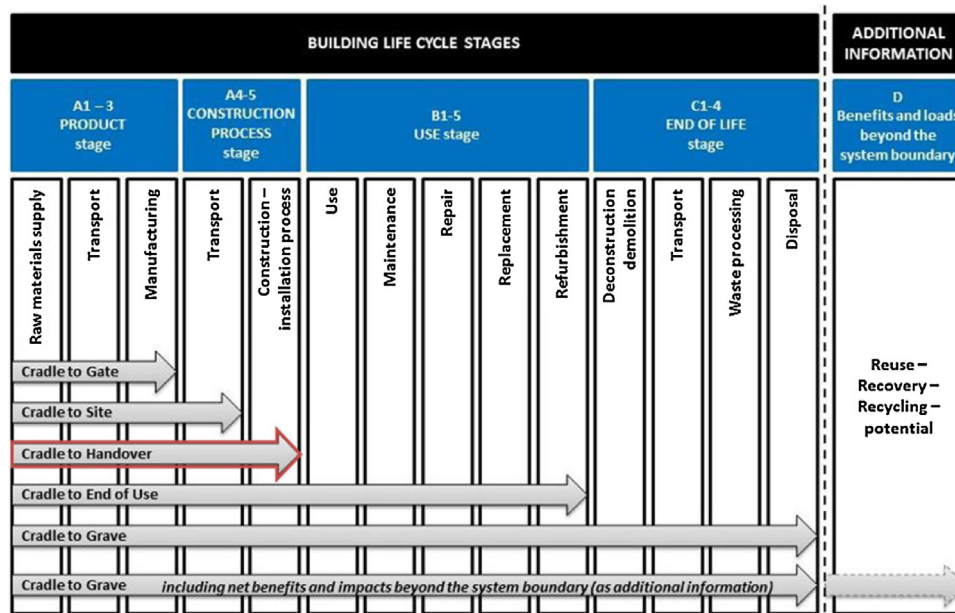 BUILDING LIFE CYCLE STAGES
ADDITIONAL
INFORMATION
A1 – 3
PRODUCT
stage
A4-5
CONSTRUCTION
PROCESS
stage
B1-5
USE stage
C1-4
END OF LIFE
stage
D
Benefits and loads
beyond the
system boundary
Raw materials supply
Transport
Manufacturing
Transport
Construction –
installation process
Use
Maintenance
Repair
Replacement
Refurbishment
Deconstruction
demolition
Transport
Waste processing
Disposal
Reuse –
Recovery –
Recycling –
potential
Cradle to Gate
Cradle to Site
Cradle to Handover
Cradle to End of Use
Cradle to Grave
Cradle to Grave including net benefits and impacts beyond the system boundary (as additional information)